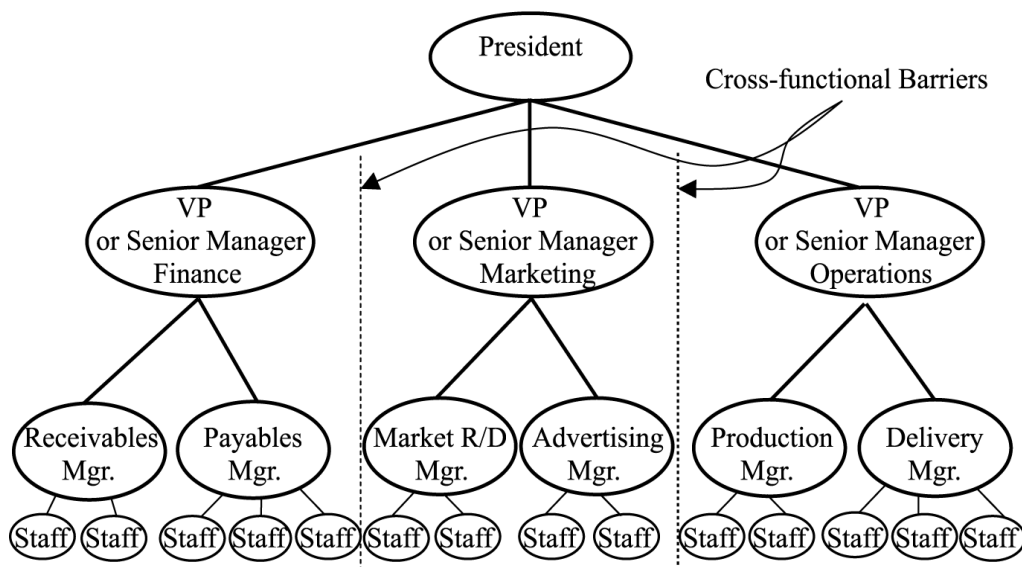 President
Cross-functional Barriers
VP
or Senior Manager
Finance
VP
or Senior Manager
Marketing
VP
or Senior Manager
Operations
Receivables
Mgr.
Payables
Mgr.
Market R/D
Mgr.
Advertising
Mgr.
Production
Mgr.
Delivery
Mgr.
Staff
Staff
Staff
Staff
Staff
Staff
Staff
Staff
Staff
Staff
Staff
Staff
Staff
Staff